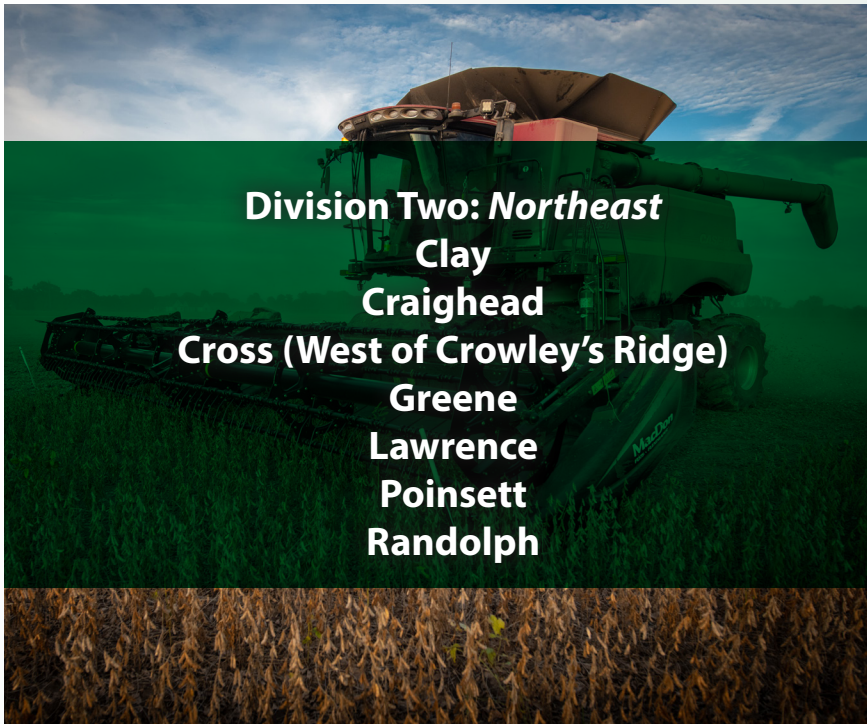 Division Two: Northeast
Clay
Craighead
Cross (West of Crowley’s Ridge)
Greene
Lawrence
Poinsett
Randolph
MacDon